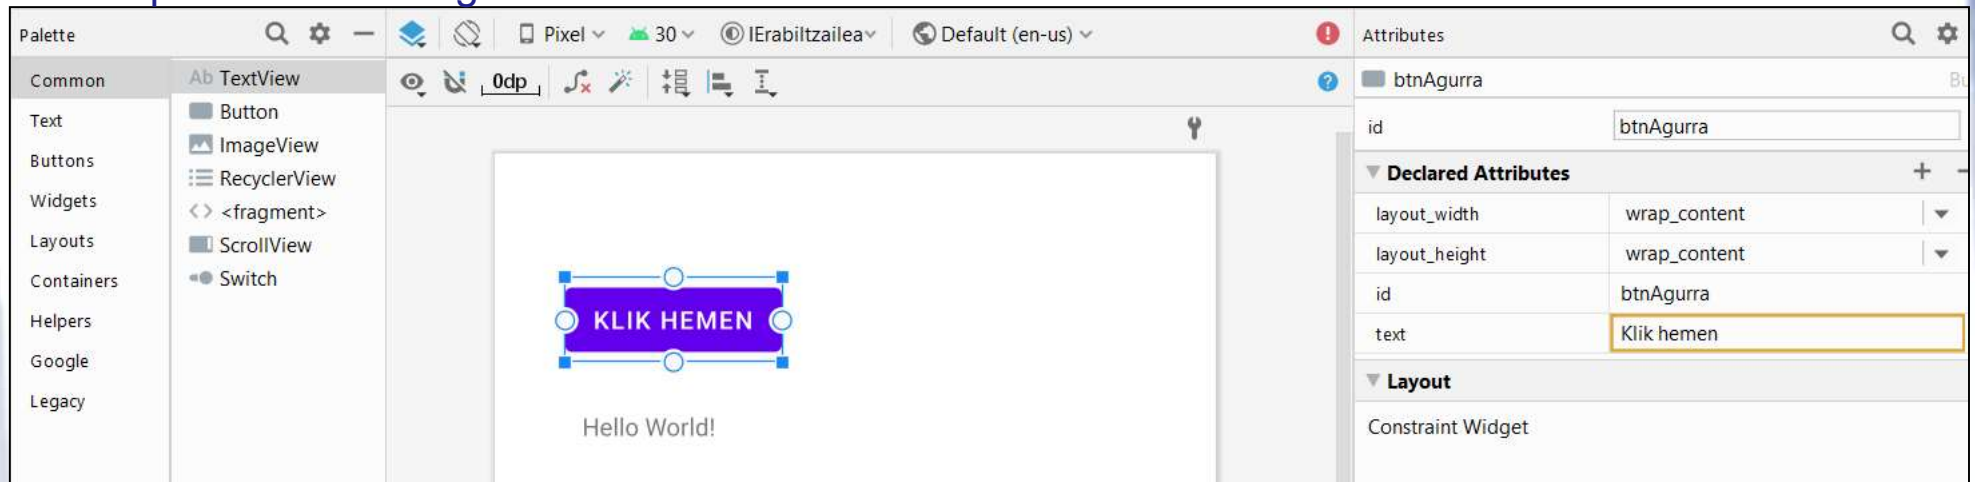 Palette
Common
Text
Buttons
Widgets
Layouts
Containers
Helpers
Google
Legacy
Ab TextView
Button
ImageView
RecyclerView
<fragment>
ScrollView
Switch
Pixel
30
IErabiltzailea
Default (en-us)
0dp
KLIK HEMEN
Hello World!
Attributes
btnAgurra
id btnAgurra
Declared Attributes
layout_width wrap_content
layout_height wrap_content
id btnAgurra
text Klik hemen
Layout
Constraint Widget